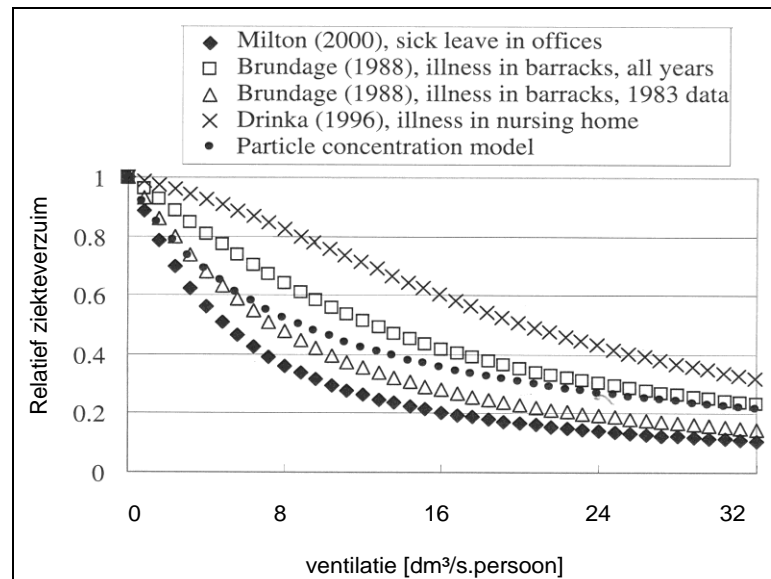 Milton (2000), sick leave in offices
Brundage (1988), illness in barracks, all years
Brundage (1988), illness in barracks, 1983 data
Drinka (1996), illness in nursing home
Particle concentration model
1
0.8
0.6
0.4
0.2
0
Relatief ziekteverzuim
0 8 16 24 32
ventilatie [dm³/s.persoon]